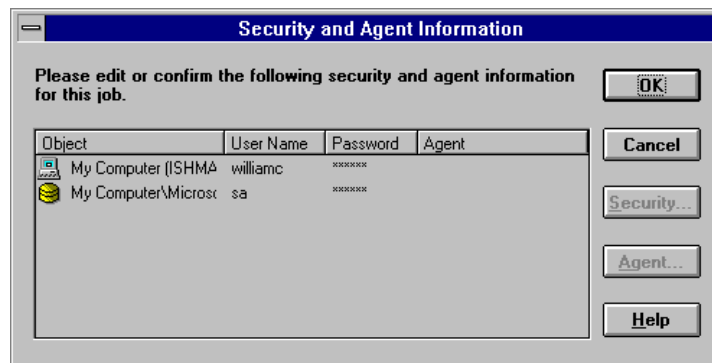 Security and Agent Information
Please edit or confirm the following security and agent information
for this job.
OK
Object User Name Password Agent
Cancel
My Computer (ISHMA williamc ××××××
My Computer\Microsc sa ××××××
Security...
Agent...
Help